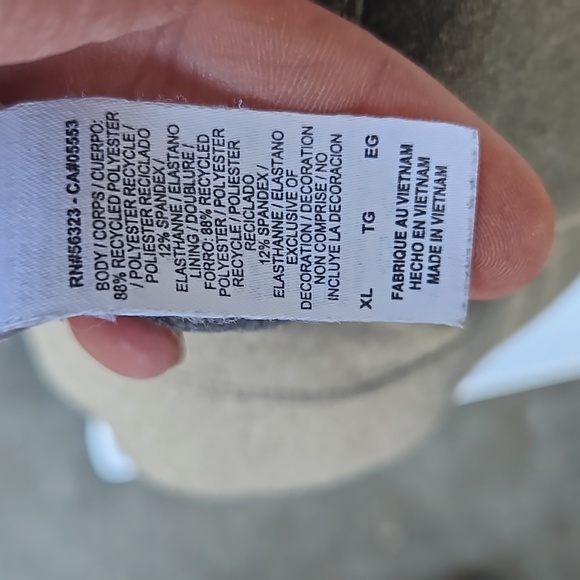 RN#56323 - CA#05553
BODY / CORPS / CUERPO:
88% RECYCLED POLYESTER
/ POLYESTER RECYCLE /
POLIESTER RECICLADO
12% SPANDEX /
ELASTHANNE / ELASTANO
LINING / DOUBLURE /
FORRO: 88% RECYCLED
POLYESTER / POLYESTER
RECYCLE / POLIESTER
RECICLADO
12% SPANDEX /
ELASTHANNE / ELASTANO
EXCLUSIVE OF
DECORATION / DECORATION
NON COMPRISE / NO
INCLUYE LA DECORACION
XL TG EG
FABRIQUE AU VIETNAM
HECHO EN VIETNAM
MADE IN VIETNAM